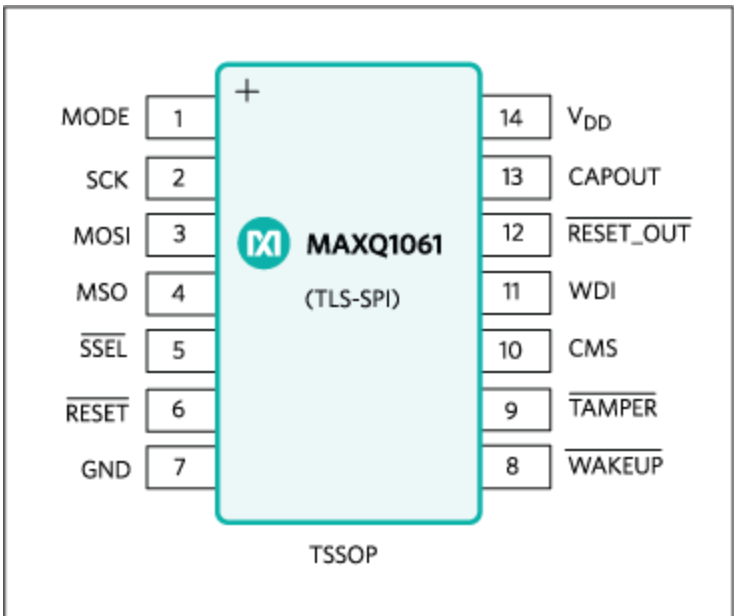 MODE 1 14 VDD
SCK 2 13 CAPOUT
MOSI 3 12 RESET_OUT
MSO 4 11 WDI
SSEL 5 10 CMS
RESET 6 9 TAMPER
GND 7 8 WAKEUP
+
MAXQ1061
(TLS-SPI)
TSSOP